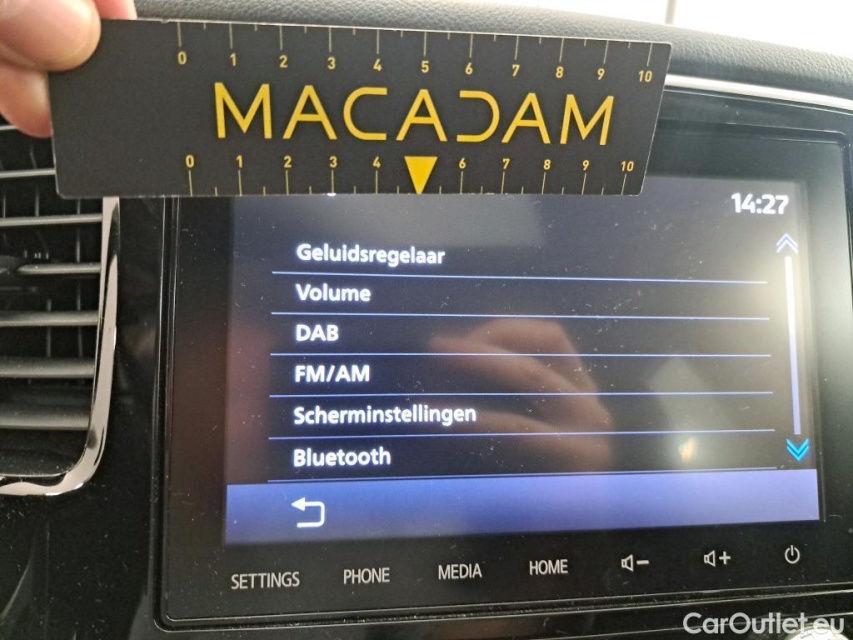 0 1 2 3 4 5 6 7 8 9 10
MACADAM
0 1 2 3 4 6 7 8 9 10
14:27
Geluidsregelaar
Volume
DAB
FM/AM
Scherminstellingen
Bluetooth
SETTINGS PHONE MEDIA HOME
CarOutlet.eu